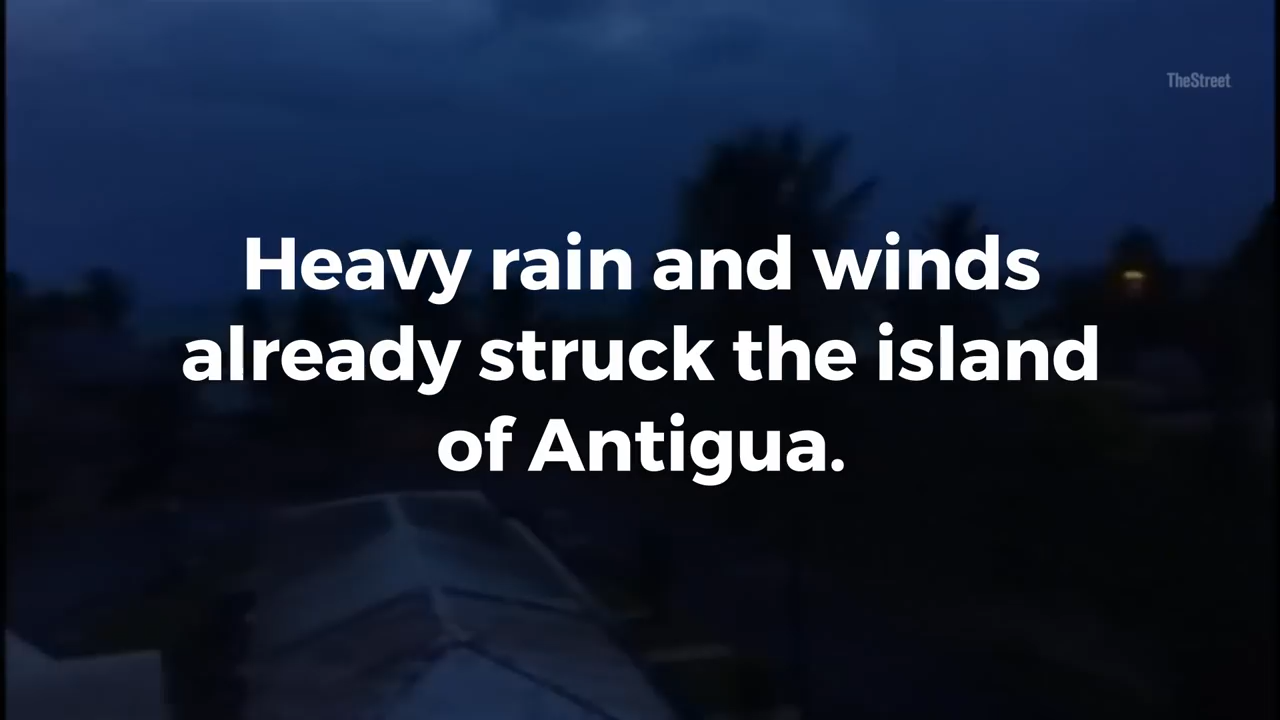 TheStreet
Heavy rain and winds
already struck the island
of Antigua.